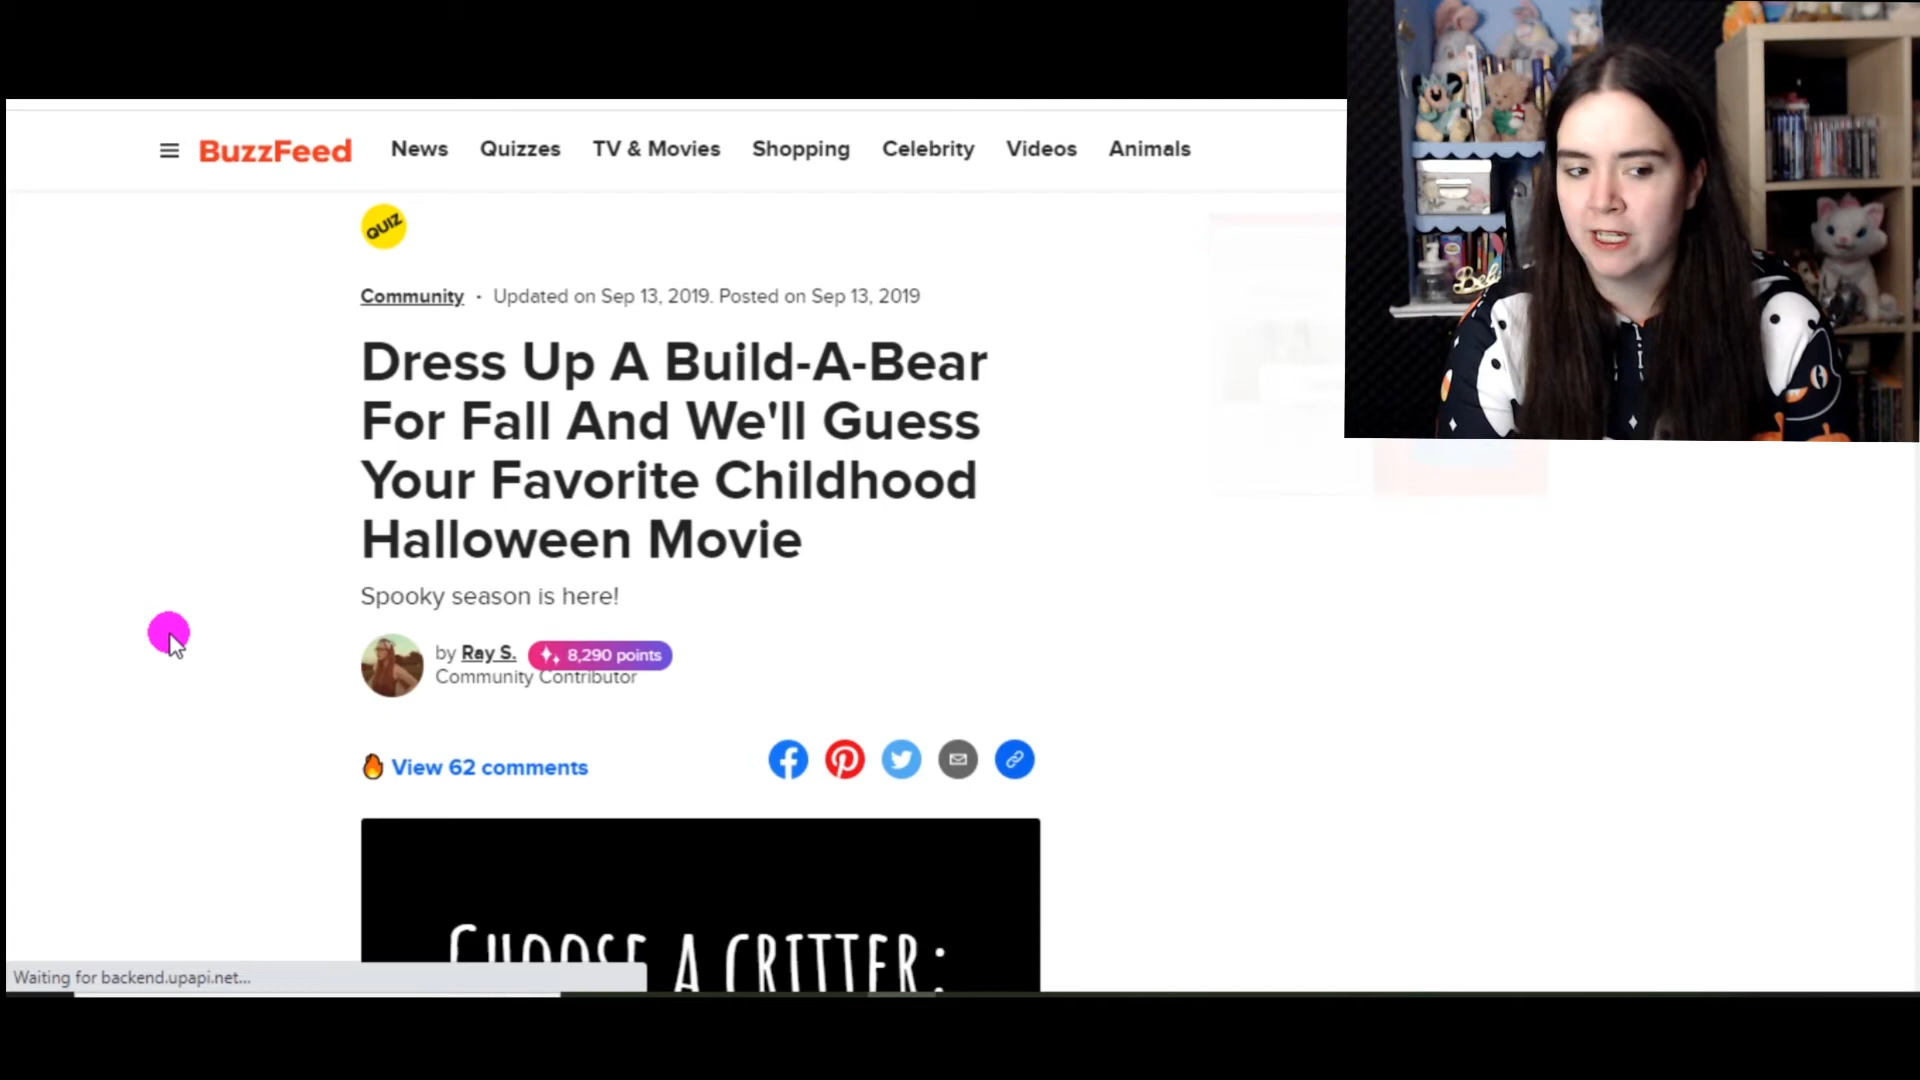 BuzzFeed News Quizzes TV & Movies Shopping Celebrity Videos Animals
QUIZ
Community · Updated on Sep 13, 2019. Posted on Sep 13, 2019
Dress Up A Build-A-Bear
For Fall And We'll Guess
Your Favorite Childhood
Halloween Movie
Spooky season is here!
by Ray S. 8,290 points
Community Contributor
View 62 comments
CHOOSE A CRITTER:
Waiting for backend.upapi.net...